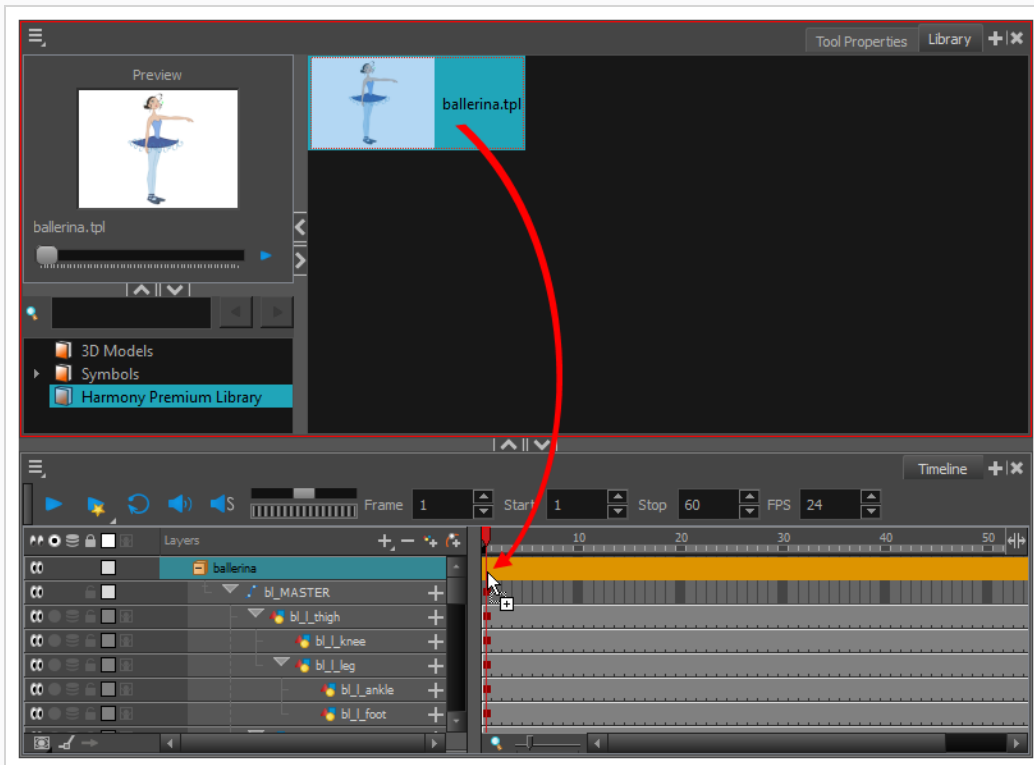 Tool Properties Library
Preview
ballerina.tpl
ballerina.tpl
3D Models
Symbols
Harmony Premium Library
Timeline
S Frame 1 Start 1 Stop 60 FPS 24
Layers 10 20 30 40 50
ballerina
bl_MASTER
bl_l_thigh
bl_l_knee
bl_l_leg
bl_l_ankle
bl_l_foot